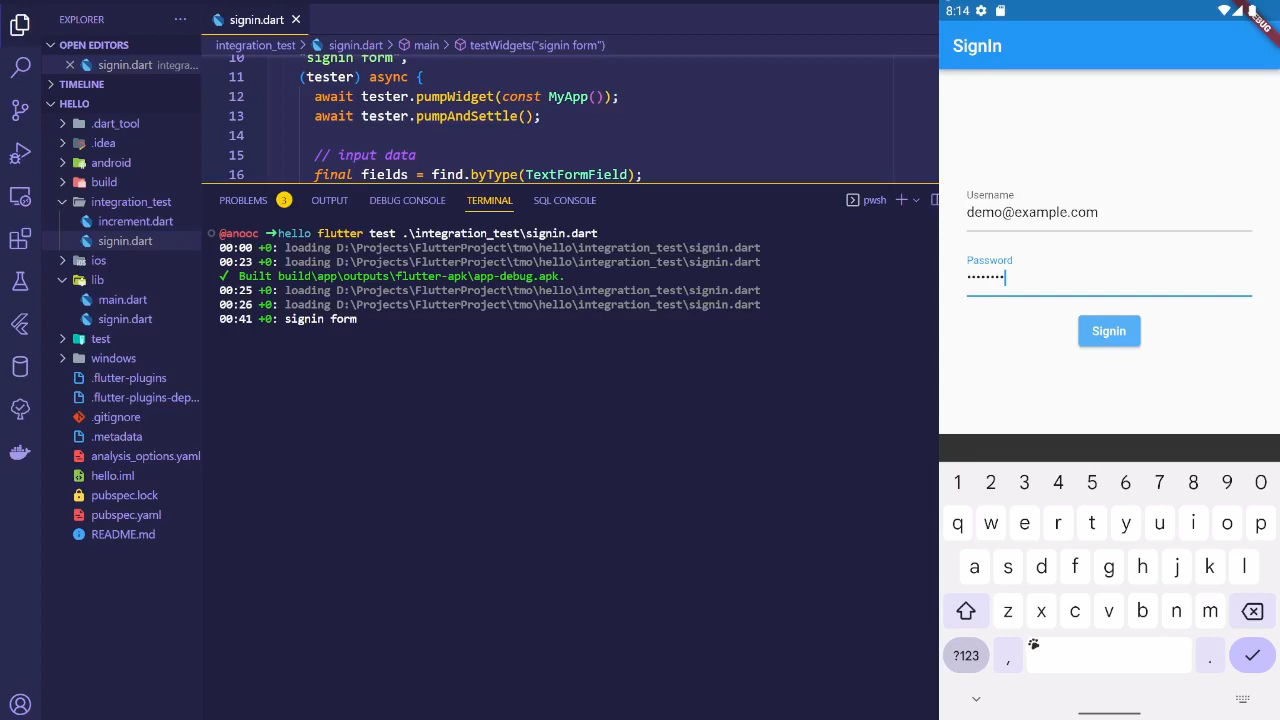 EXPLORER
OPEN EDITORS
signin.dart integra...
TIMELINE
HELLO
.dart_tool
.idea
android
build
integration_test
increment.dart
signin.dart
ios
lib
main.dart
signin.dart
test
windows
.flutter-plugins
.flutter-plugins-dep...
.gitignore
.metadata
analysis_options.yaml
hello.iml
pubspec.lock
pubspec.yaml
README.md
signin.dart
integration_test > signin.dart > main > testWidgets("signin form")
10 "signin form",
11 (tester) async {
12 await tester.pumpWidget(const MyApp());
13 await tester.pumpAndSettle();
14
15 // input data
16 final fields = find.byType(TextFormField);
PROBLEMS 3 OUTPUT DEBUG CONSOLE TERMINAL SQL CONSOLE pwsh
@anooc ➜hello flutter test .\integration_test\signin.dart
00:00 +0: loading D:\Projects\FlutterProject\tmo\hello\integration_test\signin.dart
00:23 +0: loading D:\Projects\FlutterProject\tmo\hello\integration_test\signin.dart
✓ Built build\app\outputs\flutter-apk\app-debug.apk.
00:25 +0: loading D:\Projects\FlutterProject\tmo\hello\integration_test\signin.dart
00:26 +0: loading D:\Projects\FlutterProject\tmo\hello\integration_test\signin.dart
00:41 +0: signin form
8:14
DEBUG
SignIn
Username
demo@example.com
Password
••••••••
SignIn
1 2 3 4 5 6 7 8 9 0
q w e r t y u i o p
a s d f g h j k l
z x c v b n m
?123 , .